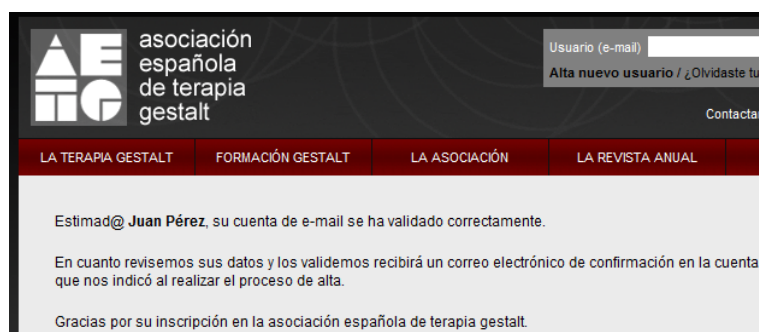 AETG
asociación
española
de terapia
gestalt
Usuario (e-mail)
Alta nuevo usuario / ¿Olvidaste tu
Contactar
LA TERAPIA GESTALT
FORMACIÓN GESTALT
LA ASOCIACIÓN
LA REVISTA ANUAL
Estimad@ Juan Pérez, su cuenta de e-mail se ha validado correctamente.
En cuanto revisemos sus datos y los validemos recibirá un correo electrónico de confirmación en la cuenta
que nos indicó al realizar el proceso de alta.
Gracias por su inscripción en la asociación española de terapia gestalt.